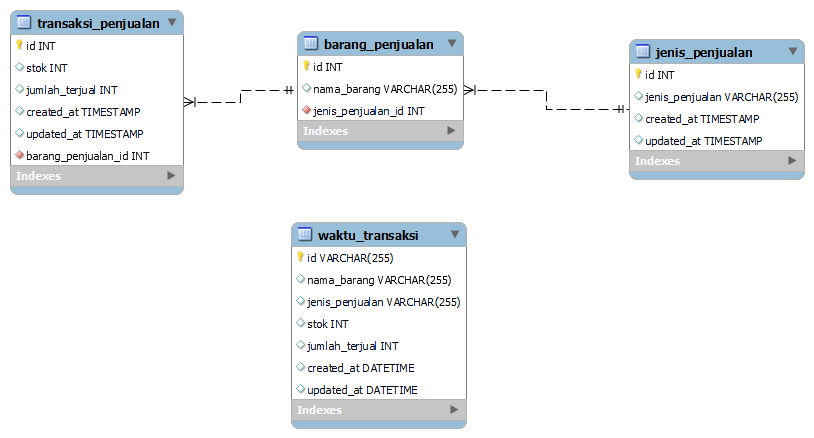 transaksi_penjualan
id INT
stok INT
jumlah_terjual INT
created_at TIMESTAMP
updated_at TIMESTAMP
barang_penjualan_id INT
Indexes
barang_penjualan
id INT
nama_barang VARCHAR(255)
jenis_penjualan_id INT
Indexes
jenis_penjualan
id INT
jenis_penjualan VARCHAR(255)
created_at TIMESTAMP
updated_at TIMESTAMP
Indexes
waktu_transaksi
id VARCHAR(255)
nama_barang VARCHAR(255)
jenis_penjualan VARCHAR(255)
stok INT
jumlah_terjual INT
created_at DATETIME
updated_at DATETIME
Indexes